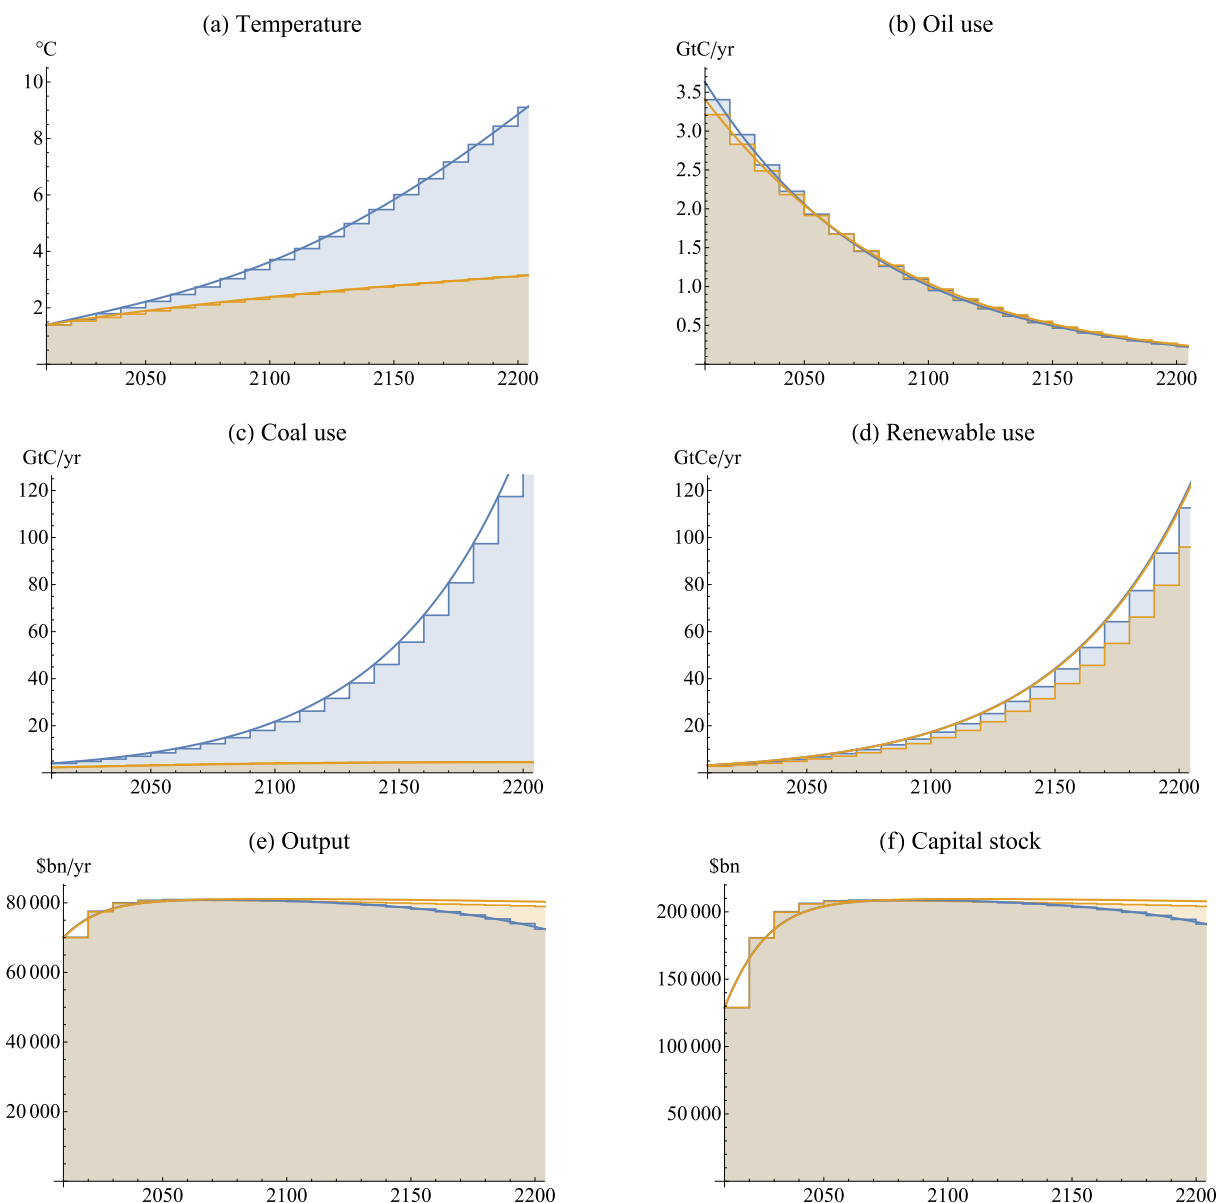 (a) Temperature
°C
10
8
6
4
2
2050 2100 2150 2200
(b) Oil use
GtC/yr
3.5
3.0
2.5
2.0
1.5
1.0
0.5
2050 2100 2150 2200
(c) Coal use
GtC/yr
120
100
80
60
40
20
2050 2100 2150 2200
(d) Renewable use
GtCe/yr
120
100
80
60
40
20
2050 2100 2150 2200
(e) Output
$bn/yr
80 000
60 000
40 000
20 000
2050 2100 2150 2200
(f) Capital stock
$bn
200 000
150 000
100 000
50 000
2050 2100 2150 2200